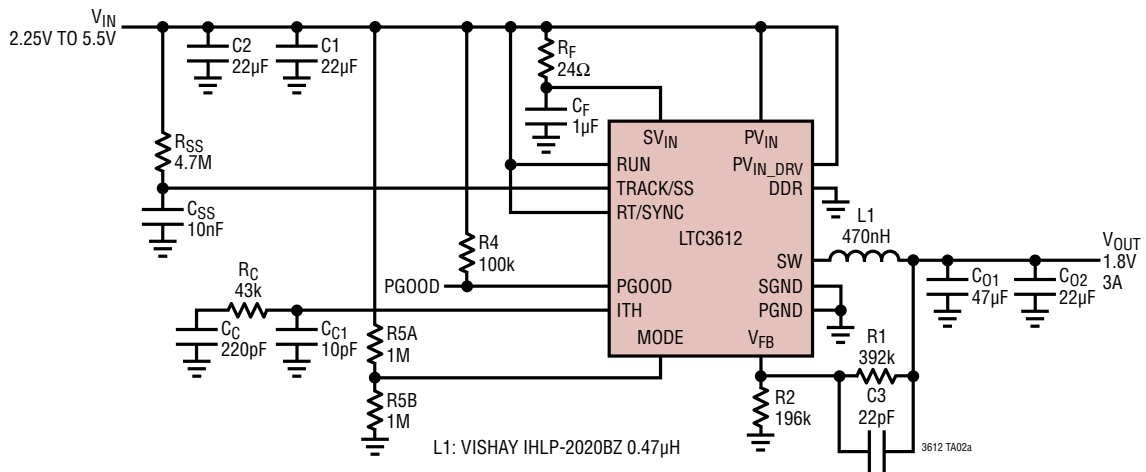 VIN
2.25V TO 5.5V
C2
22µF
C1
22µF
RF
24Ω
CF
1µF
RSS
4.7M
CSS
10nF
R4
100k
PGOOD
RC
43k
CC
220pF
CC1
10pF
R5A
1M
R5B
1M
SVIN
PVIN
RUN
TRACK/SS
RT/SYNC
PGOOD
ITH
MODE
LTC3612
PVIN_DRV
DDR
SW
SGND
PGND
VFB
L1
470nH
VOUT
1.8V
3A
CO1
47µF
CO2
22µF
R1
392k
C3
22pF
R2
196k
L1: VISHAY IHLP-2020BZ 0.47µH
3612 TA02a